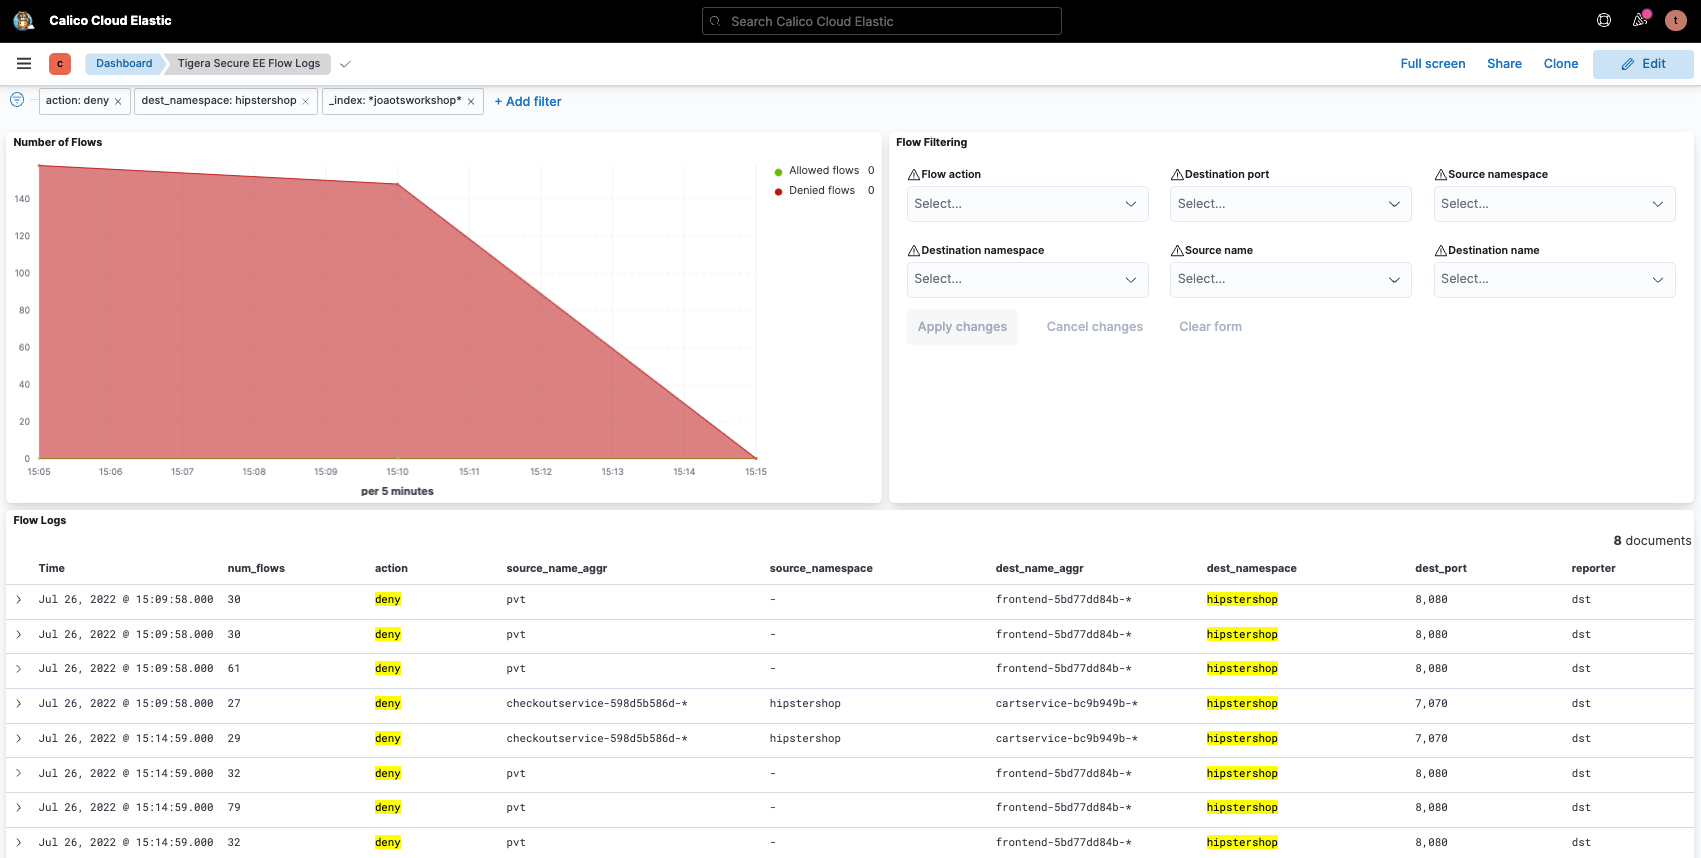 Calico Cloud Elastic
Search Calico Cloud Elastic
t
c
Dashboard
Tigera Secure EE Flow Logs
Full screen
Share
Clone
Edit
action: deny ×
dest_namespace: hipstershop ×
_index: *joaotsworkshop* ×
+ Add filter
Number of Flows
140
120
100
80
60
40
20
0
15:05 15:06 15:07 15:08 15:09 15:10 15:11 15:12 15:13 15:14 15:15
per 5 minutes
Allowed flows 0
Denied flows 0
Flow Filtering
Flow action
Destination port
Source namespace
Select...
Select...
Select...
Destination namespace
Source name
Destination name
Select...
Select...
Select...
Apply changes
Cancel changes
Clear form
Flow Logs
8 documents
Time num_flows action source_name_aggr source_namespace dest_name_aggr dest_namespace dest_port reporter
Jul 26, 2022 @ 15:09:58.000 30 deny pvt - frontend-5bd77dd84b-* hipstershop 8,080 dst
Jul 26, 2022 @ 15:09:58.000 30 deny pvt - frontend-5bd77dd84b-* hipstershop 8,080 dst
Jul 26, 2022 @ 15:09:58.000 61 deny pvt - frontend-5bd77dd84b-* hipstershop 8,080 dst
Jul 26, 2022 @ 15:09:58.000 27 deny checkoutservice-598d5b586d-* hipstershop cartservice-bc9b949b-* hipstershop 7,070 dst
Jul 26, 2022 @ 15:14:59.000 29 deny checkoutservice-598d5b586d-* hipstershop cartservice-bc9b949b-* hipstershop 7,070 dst
Jul 26, 2022 @ 15:14:59.000 32 deny pvt - frontend-5bd77dd84b-* hipstershop 8,080 dst
Jul 26, 2022 @ 15:14:59.000 79 deny pvt - frontend-5bd77dd84b-* hipstershop 8,080 dst
Jul 26, 2022 @ 15:14:59.000 32 deny pvt - frontend-5bd77dd84b-* hipstershop 8,080 dst